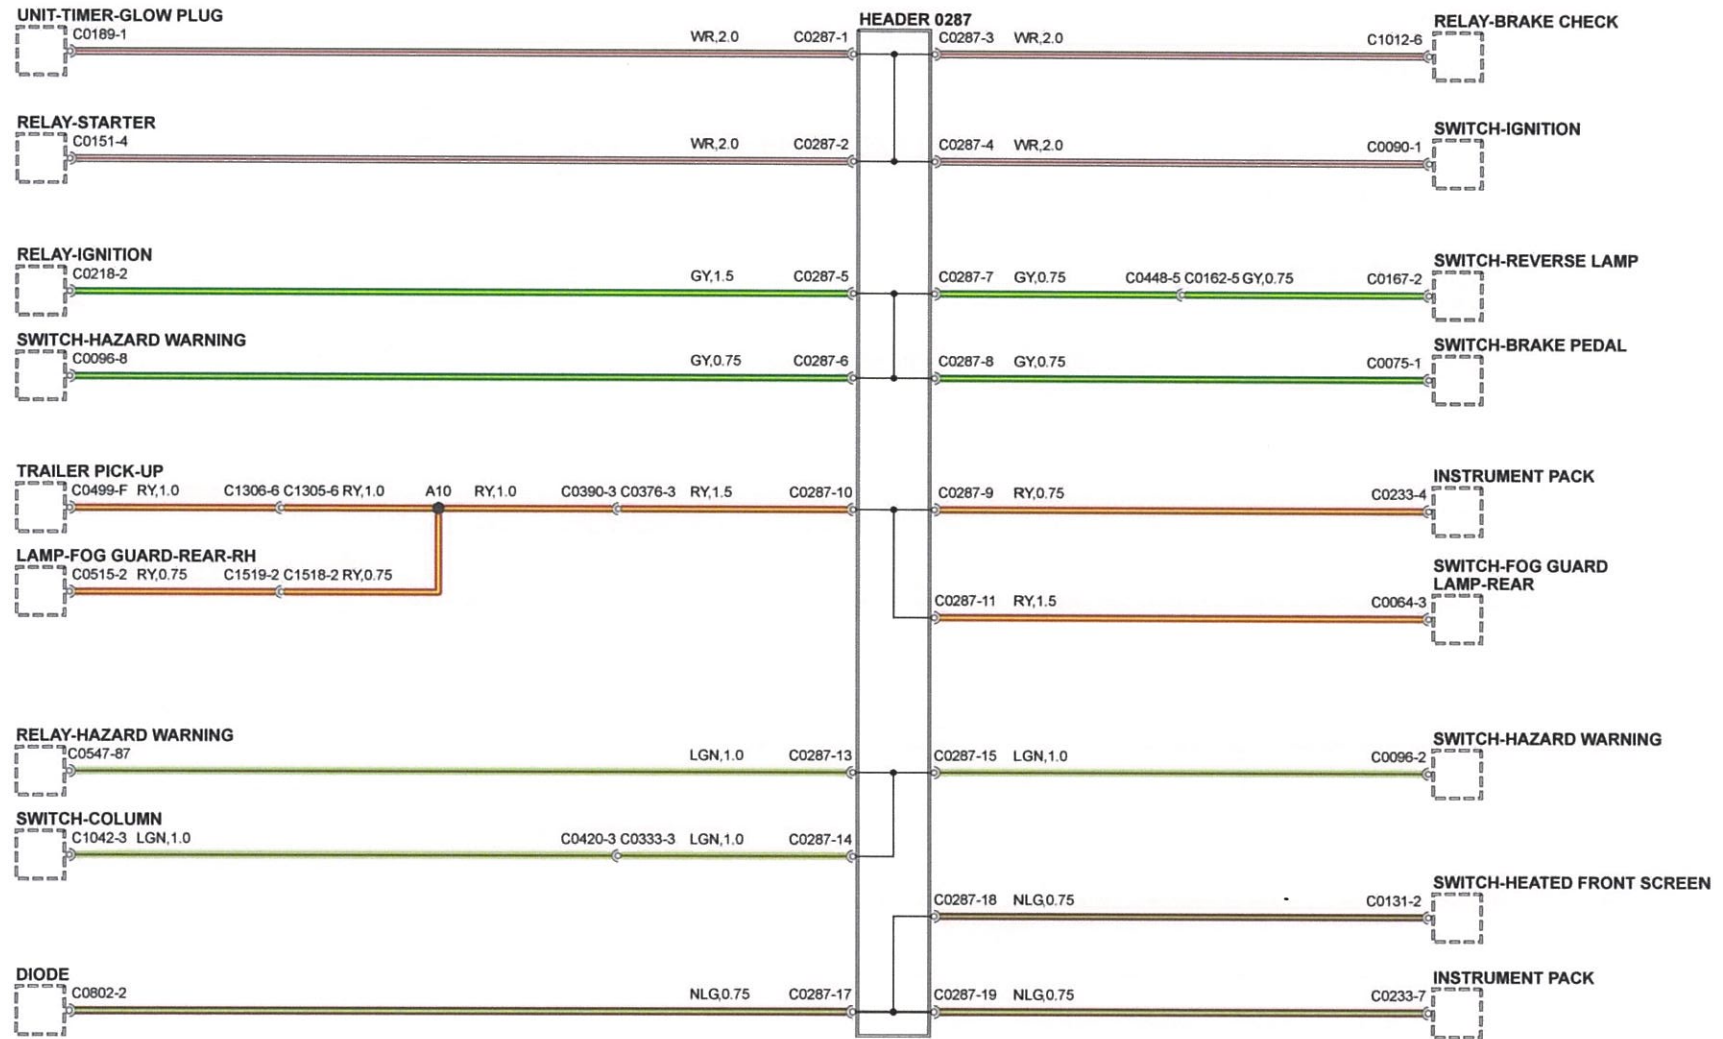 UNIT-TIMER-GLOW PLUG
C0189-1 WR,2.0 C0287-1
HEADER 0287
C0287-3 WR,2.0 C1012-6
RELAY-BRAKE CHECK
RELAY-STARTER
C0151-4 WR,2.0 C0287-2
C0287-4 WR,2.0 C0090-1
SWITCH-IGNITION
RELAY-IGNITION
C0218-2 GY,1.5 C0287-5
C0287-7 GY,0.75 C0448-5 C0162-5 GY,0.75 C0167-2
SWITCH-REVERSE LAMP
SWITCH-HAZARD WARNING
C0096-8 GY,0.75 C0287-6
C0287-8 GY,0.75 C0075-1
SWITCH-BRAKE PEDAL
TRAILER PICK-UP
C0499-F RY,1.0 C1306-6 C1305-6 RY,1.0 A10 RY,1.0 C0390-3 C0376-3 RY,1.5 C0287-10
C0287-9 RY,0.75 C0233-4
INSTRUMENT PACK
LAMP-FOG GUARD-REAR-RH
C0515-2 RY,0.75 C1519-2 C1518-2 RY,0.75
SWITCH-FOG GUARD
LAMP-REAR
C0287-11 RY,1.5 C0064-3
RELAY-HAZARD WARNING
C0547-87 LGN,1.0 C0287-13
C0287-15 LGN,1.0 C0096-2
SWITCH-HAZARD WARNING
SWITCH-COLUMN
C1042-3 LGN,1.0 C0420-3 C0333-3 LGN,1.0 C0287-14
SWITCH-HEATED FRONT SCREEN
C0287-18 NLG,0.75 C0131-2
DIODE
C0802-2 NLG,0.75 C0287-17
C0287-19 NLG,0.75 C0233-7
INSTRUMENT PACK